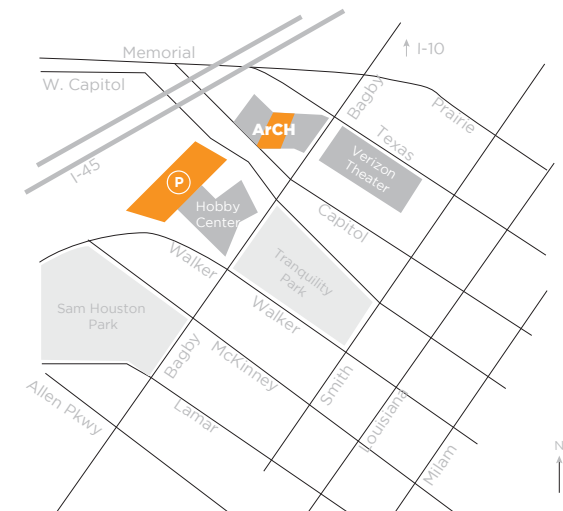 Memorial
I-10
W. Capitol
Bagby
Prairie
ArCH
Texas
Verizon
Theater
I-45
P
Hobby
Center
Capitol
Walker
Tranquility
Park
Sam Houston
Park
Walker
Bagby
McKinney
Smith
Allen Pkwy
Lamar
Louisiana
Milam
N